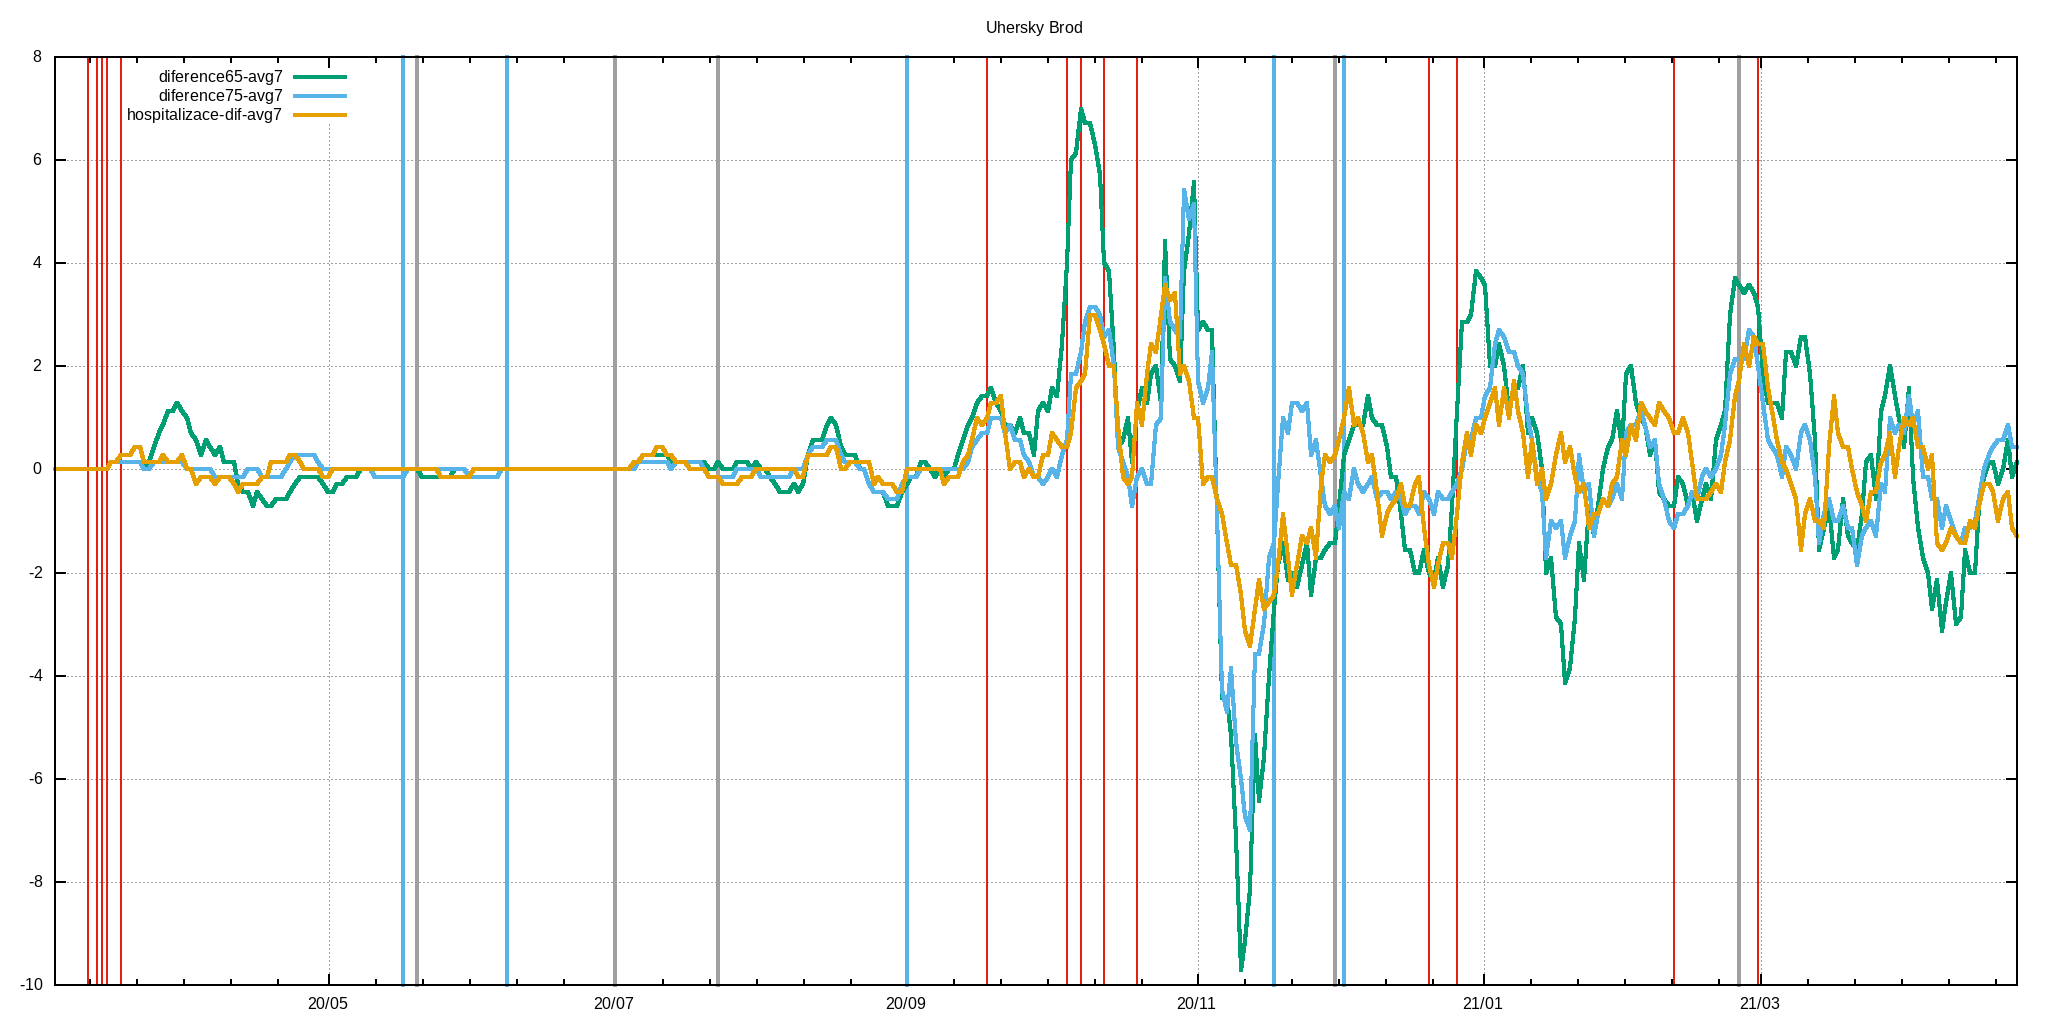 Uhersky Brod
8
6
4
2
0
-2
-4
-6
-8
-10
diference65-avg7
diference75-avg7
hospitalizace-dif-avg7
20/05 20/07 20/09 20/11 21/01 21/03